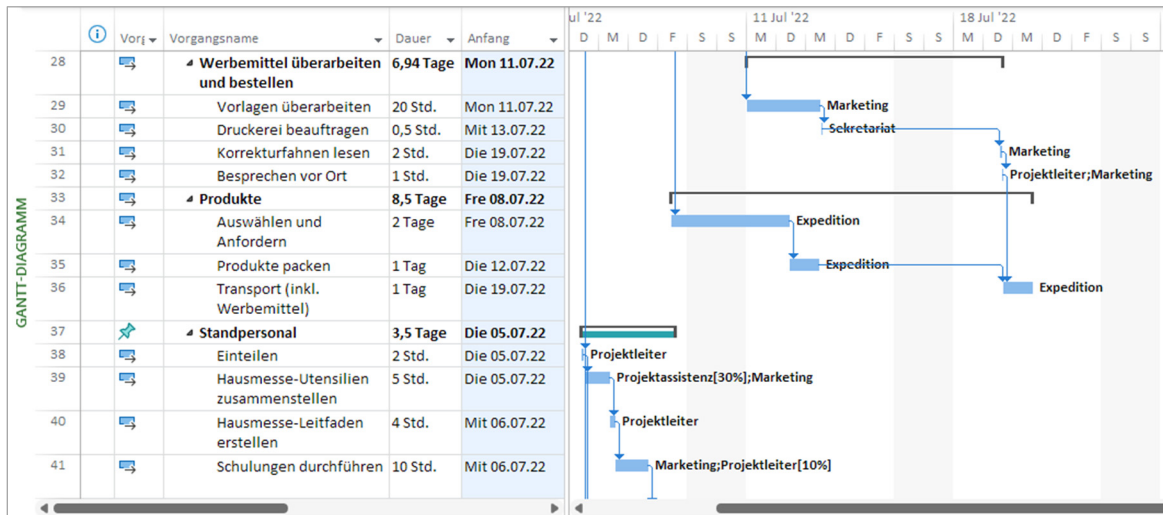 ul '22 11 Jul '22 18 Jul '22
Vorg Vorgangsname Dauer Anfang D M D F S S M D M D F S S M D M D F S S
28 Werbemittel überarbeiten 6,94 Tage Mon 11.07.22
und bestellen
29 Vorlagen überarbeiten 20 Std. Mon 11.07.22 Marketing
30 Druckerei beauftragen 0,5 Std. Mit 13.07.22 Sekretariat
31 Korrekturfahnen lesen 2 Std. Die 19.07.22 Marketing
32 Besprechen vor Ort 1 Std. Die 19.07.22 Projektleiter;Marketing
33 Produkte 8,5 Tage Fre 08.07.22
34 Auswählen und 2 Tage Fre 08.07.22 Expedition
Anfordern
35 Produkte packen 1 Tag Die 12.07.22 Expedition
36 Transport (inkl. 1 Tag Die 19.07.22 Expedition
Werbemittel)
37 Standpersonal 3,5 Tage Die 05.07.22
38 Einteilen 2 Std. Die 05.07.22 Projektleiter
39 Hausmesse-Utensilien 5 Std. Die 05.07.22 Projektassistenz[30%];Marketing
zusammenstellen
40 Hausmesse-Leitfaden 4 Std. Mit 06.07.22 Projektleiter
erstellen
41 Schulungen durchführen 10 Std. Mit 06.07.22 Marketing;Projektleiter[10%]
GANTT-DIAGRAMM